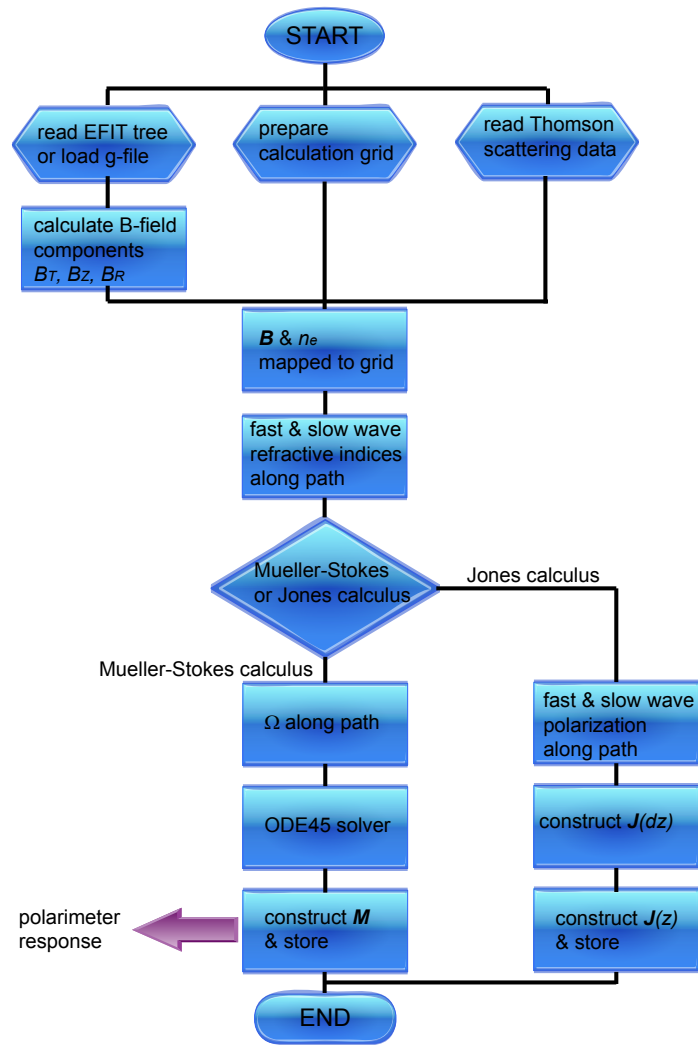 START
read EFIT tree
or load g-file
prepare
calculation grid
read Thomson
scattering data
calculate B-field
components
BT, BZ, BR
B & ne
mapped to grid
fast & slow wave
refractive indices
along path
Mueller-Stokes
or Jones calculus
Jones calculus
Mueller-Stokes calculus
Ω along path
fast & slow wave
polarization
along path
ODE45 solver
construct J(dz)
polarimeter
response
construct M
& store
construct J(z)
& store
END